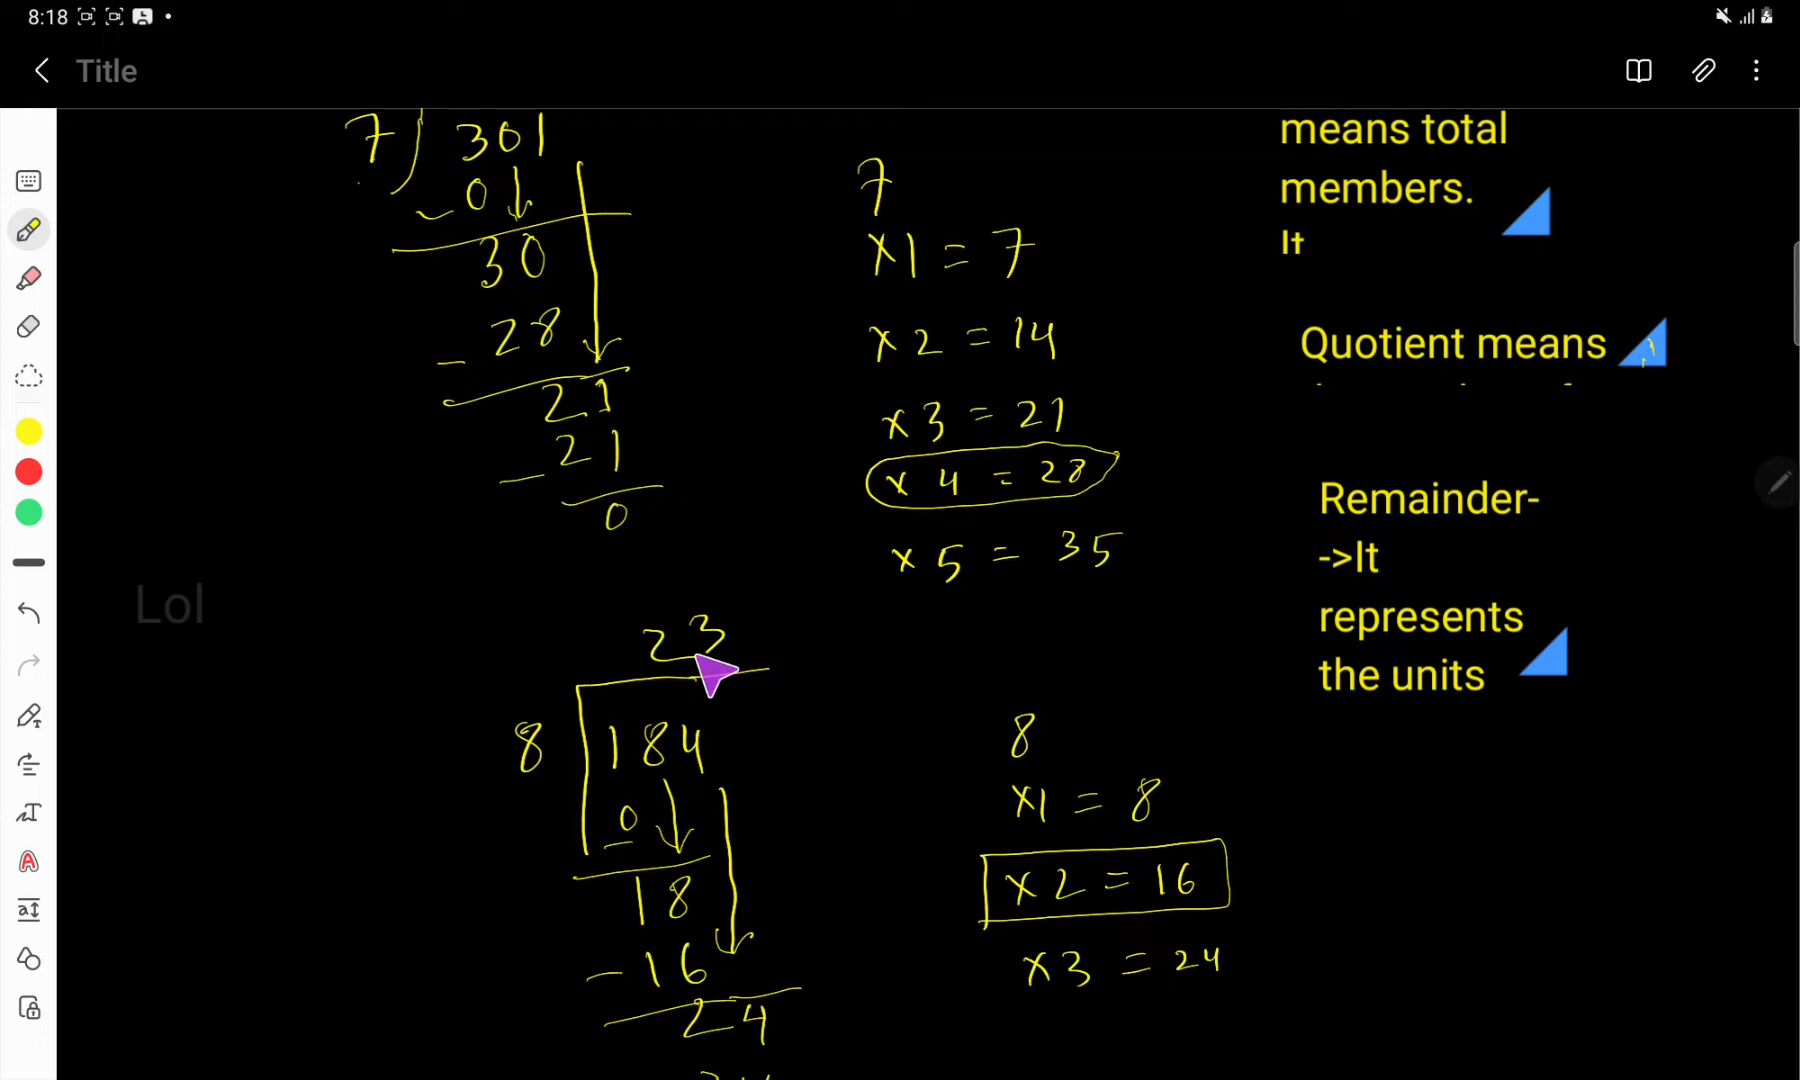 8:18
Title
7) 301
- 0
30
- 28
21
- 21
0
7
x1 = 7
x2 = 14
x3 = 21
x4 = 28
x5 = 35
means total
members.
It
Quotient means
Remainder-
->It
represents
the units
Lol
23
8 184
- 0
18
-16
24
8
x1 = 8
x2 = 16
x3 = 24